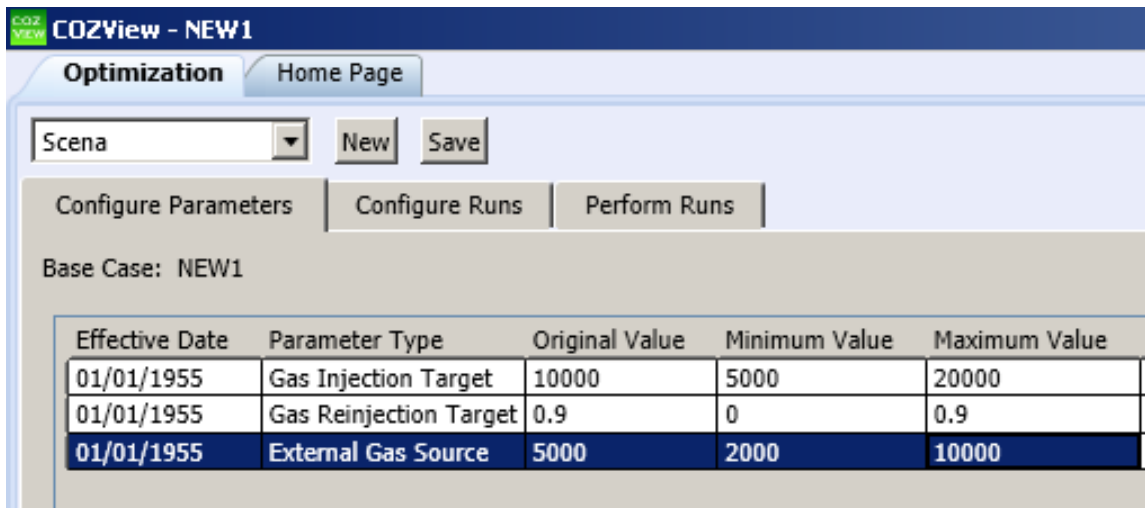 COZ VIEW COZView - NEW1
Optimization Home Page
Scena New Save
Configure Parameters Configure Runs Perform Runs
Base Case: NEW1
Effective Date Parameter Type Original Value Minimum Value Maximum Value
01/01/1955 Gas Injection Target 10000 5000 20000
01/01/1955 Gas Reinjection Target 0.9 0 0.9
01/01/1955 External Gas Source 5000 2000 10000